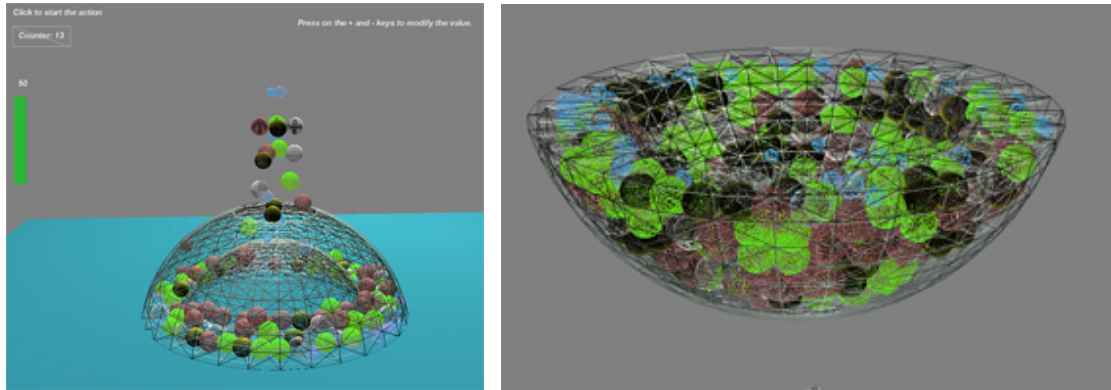 Click to start the action
Press on the + and - keys to modify the value.
Counter: 13
50